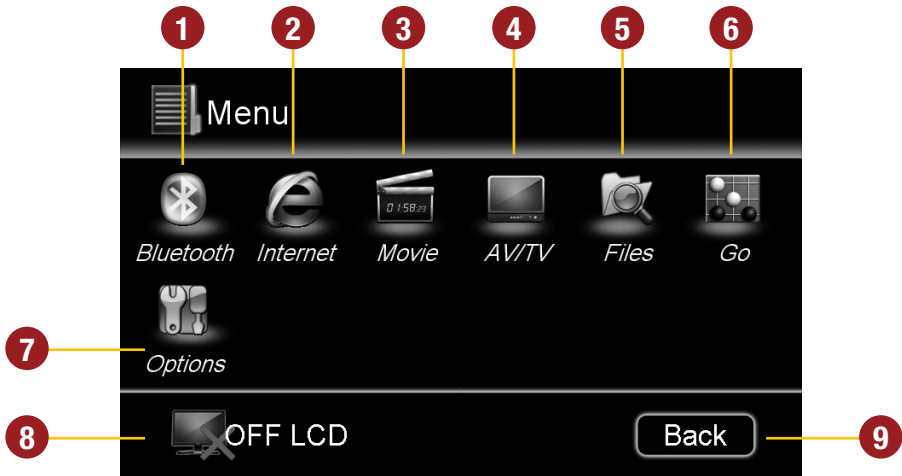 1 2 3 4 5 6
Menu
01:58:23
Bluetooth Internet Movie AV/TV Files Go
7
Options
8
OFF LCD
Back
9